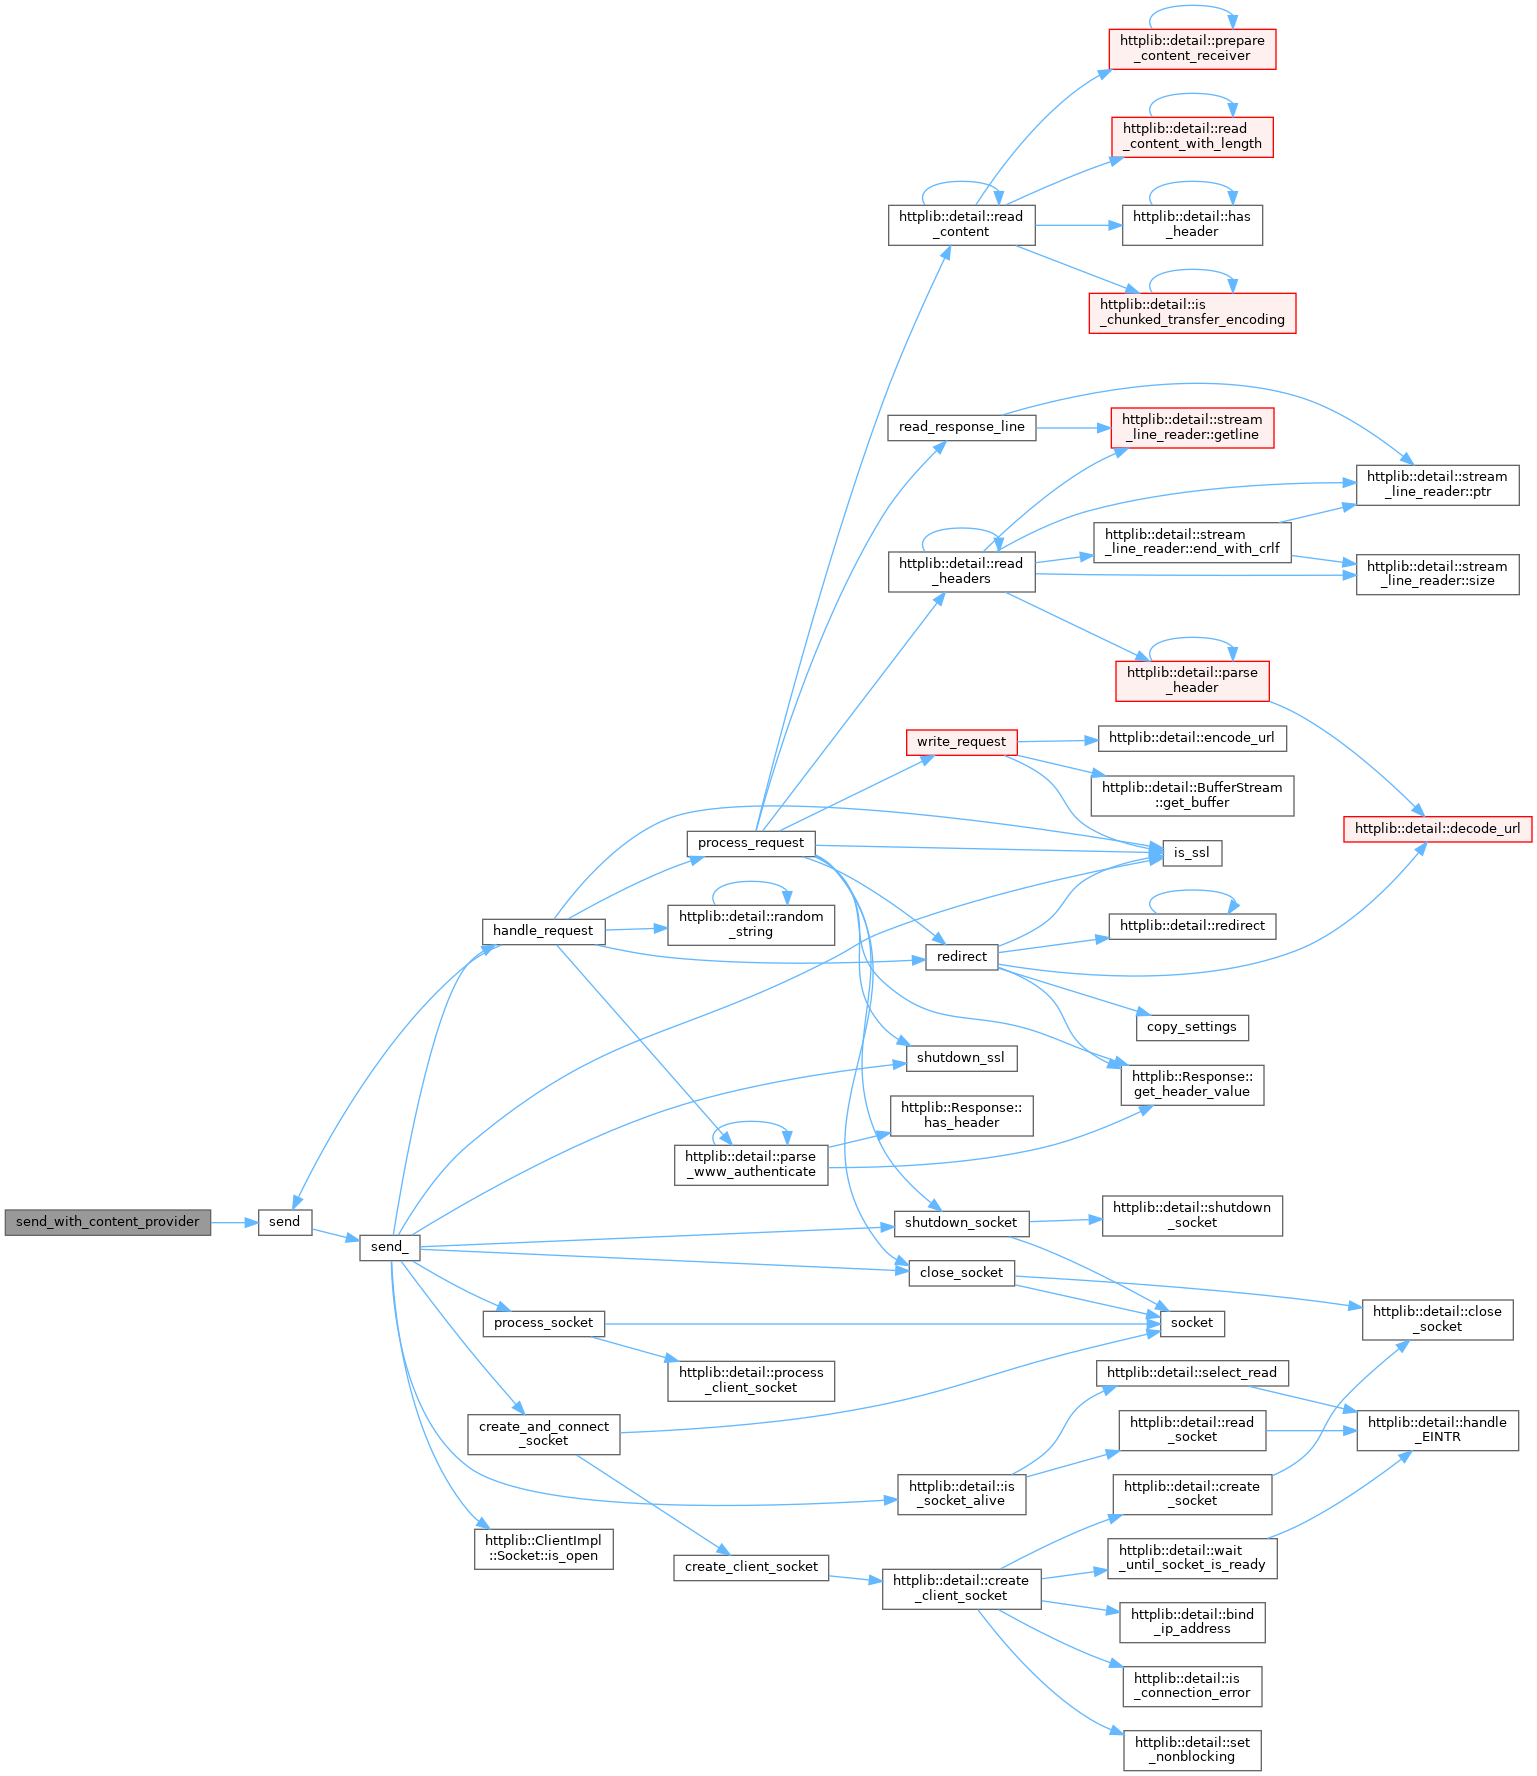 httplib::detail::prepare
_content_receiver
httplib::detail::read
_content_with_length
httplib::detail::read
_content
httplib::detail::has
_header
httplib::detail::is
_chunked_transfer_encoding
read_response_line
httplib::detail::stream
_line_reader::getline
httplib::detail::stream
_line_reader::ptr
httplib::detail::stream
_line_reader::end_with_crlf
httplib::detail::read
_headers
httplib::detail::stream
_line_reader::size
httplib::detail::parse
_header
write_request
httplib::detail::encode_url
httplib::detail::BufferStream
::get_buffer
httplib::detail::decode_url
process_request
is_ssl
handle_request
httplib::detail::random
_string
httplib::detail::redirect
redirect
copy_settings
shutdown_ssl
httplib::Response::
get_header_value
httplib::Response::
has_header
httplib::detail::parse
_www_authenticate
send_with_content_provider
send
send_
shutdown_socket
httplib::detail::shutdown
_socket
close_socket
process_socket
socket
httplib::detail::close
_socket
httplib::detail::process
_client_socket
httplib::detail::select_read
create_and_connect
_socket
httplib::detail::read
_socket
httplib::detail::handle
_EINTR
httplib::detail::is
_socket_alive
httplib::detail::create
_socket
httplib::ClientImpl
::Socket::is_open
create_client_socket
httplib::detail::wait
_until_socket_is_ready
httplib::detail::create
_client_socket
httplib::detail::bind
_ip_address
httplib::detail::is
_connection_error
httplib::detail::set
_nonblocking